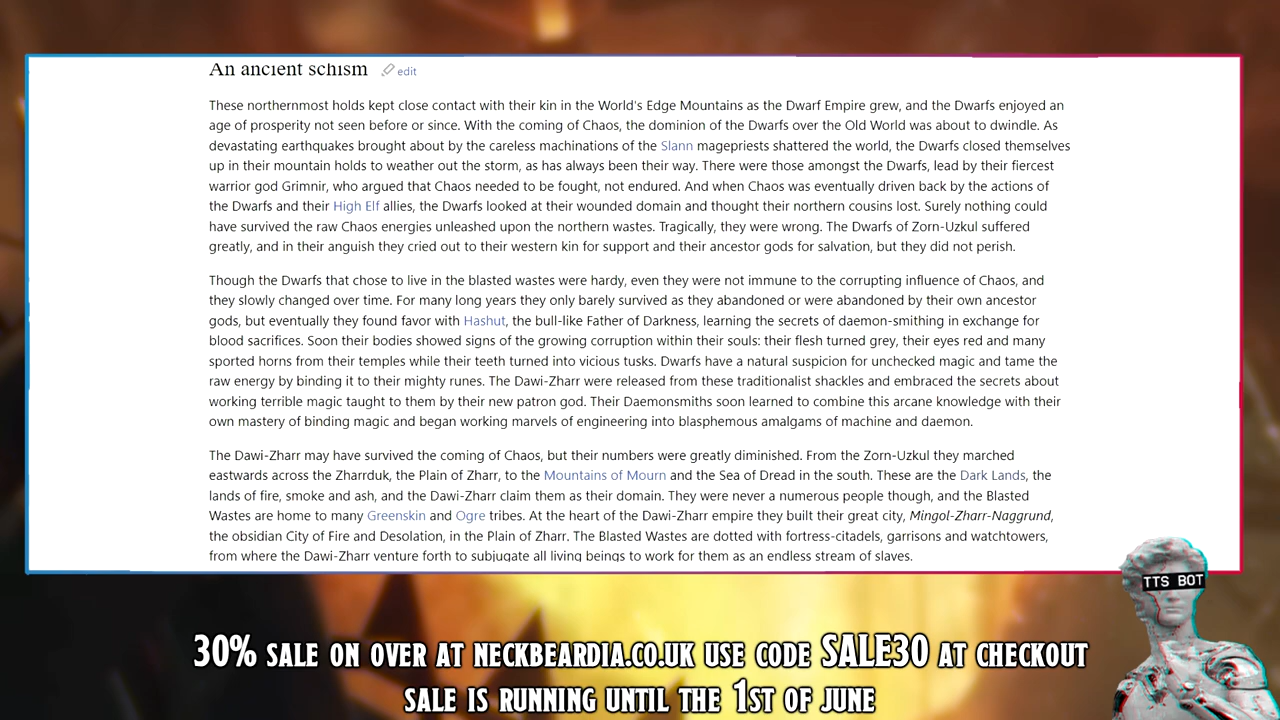 An ancient schism edit
These northernmost holds kept close contact with their kin in the World's Edge Mountains as the Dwarf Empire grew, and the Dwarfs enjoyed an
age of prosperity not seen before or since. With the coming of Chaos, the dominion of the Dwarfs over the Old World was about to dwindle. As
devastating earthquakes brought about by the careless machinations of the Slann magepriests shattered the world, the Dwarfs closed themselves
up in their mountain holds to weather out the storm, as has always been their way. There were those amongst the Dwarfs, lead by their fiercest
warrior god Grimnir, who argued that Chaos needed to be fought, not endured. And when Chaos was eventually driven back by the actions of
the Dwarfs and their High Elf allies, the Dwarfs looked at their wounded domain and thought their northern cousins lost. Surely nothing could
have survived the raw Chaos energies unleashed upon the northern wastes. Tragically, they were wrong. The Dwarfs of Zorn-Uzkul suffered
greatly, and in their anguish they cried out to their western kin for support and their ancestor gods for salvation, but they did not perish.
Though the Dwarfs that chose to live in the blasted wastes were hardy, even they were not immune to the corrupting influence of Chaos, and
they slowly changed over time. For many long years they only barely survived as they abandoned or were abandoned by their own ancestor
gods, but eventually they found favor with Hashut, the bull-like Father of Darkness, learning the secrets of daemon-smithing in exchange for
blood sacrifices. Soon their bodies showed signs of the growing corruption within their souls: their flesh turned grey, their eyes red and many
sported horns from their temples while their teeth turned into vicious tusks. Dwarfs have a natural suspicion for unchecked magic and tame the
raw energy by binding it to their mighty runes. The Dawi-Zharr were released from these traditionalist shackles and embraced the secrets about
working terrible magic taught to them by their new patron god. Their Daemonsmiths soon learned to combine this arcane knowledge with their
own mastery of binding magic and began working marvels of engineering into blasphemous amalgams of machine and daemon.
The Dawi-Zharr may have survived the coming of Chaos, but their numbers were greatly diminished. From the Zorn-Uzkul they marched
eastwards across the Zharrduk, the Plain of Zharr, to the Mountains of Mourn and the Sea of Dread in the south. These are the Dark Lands, the
lands of fire, smoke and ash, and the Dawi-Zharr claim them as their domain. They were never a numerous people though, and the Blasted
Wastes are home to many Greenskin and Ogre tribes. At the heart of the Dawi-Zharr empire they built their great city, Mingol-Zharr-Naggrund,
the obsidian City of Fire and Desolation, in the Plain of Zharr. The Blasted Wastes are dotted with fortress-citadels, garrisons and watchtowers,
from where the Dawi-Zharr venture forth to subjugate all living beings to work for them as an endless stream of slaves.
TTS BOT
30% SALE ON OVER AT NECKBEARDIA.CO.UK USE CODE SALE30 AT CHECKOUT
SALE IS RUNNING UNTIL THE 1ST OF JUNE